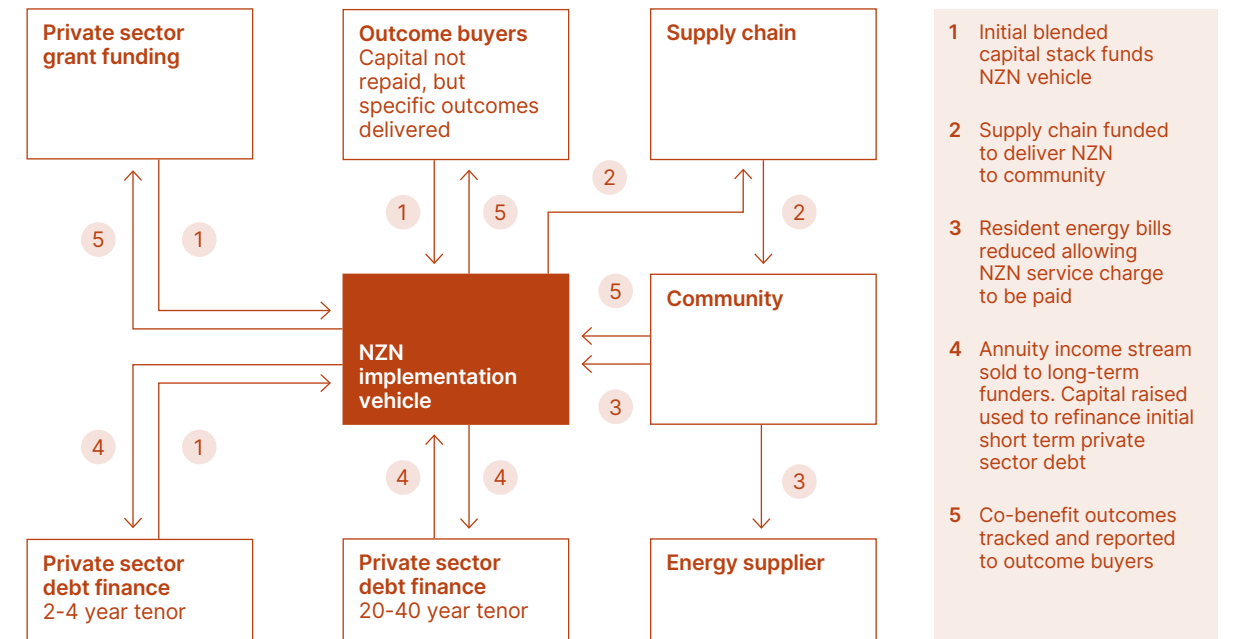 Private sector
grant funding
Outcome buyers
Capital not
repaid, but
specific outcomes
delivered
Supply chain
2
5
1
1
5
2
NZN
implementation
vehicle
5
Community
3
4
1
4
4
3
Private sector
debt finance
2-4 year tenor
Private sector
debt finance
20-40 year tenor
Energy supplier
1 Initial blended
capital stack funds
NZN vehicle
2 Supply chain funded
to deliver NZN
to community
3 Resident energy bills
reduced allowing
NZN service charge
to be paid
4 Annuity income stream
sold to long-term
funders. Capital raised
used to refinance initial
short term private
sector debt
5 Co-benefit outcomes
tracked and reported
to outcome buyers